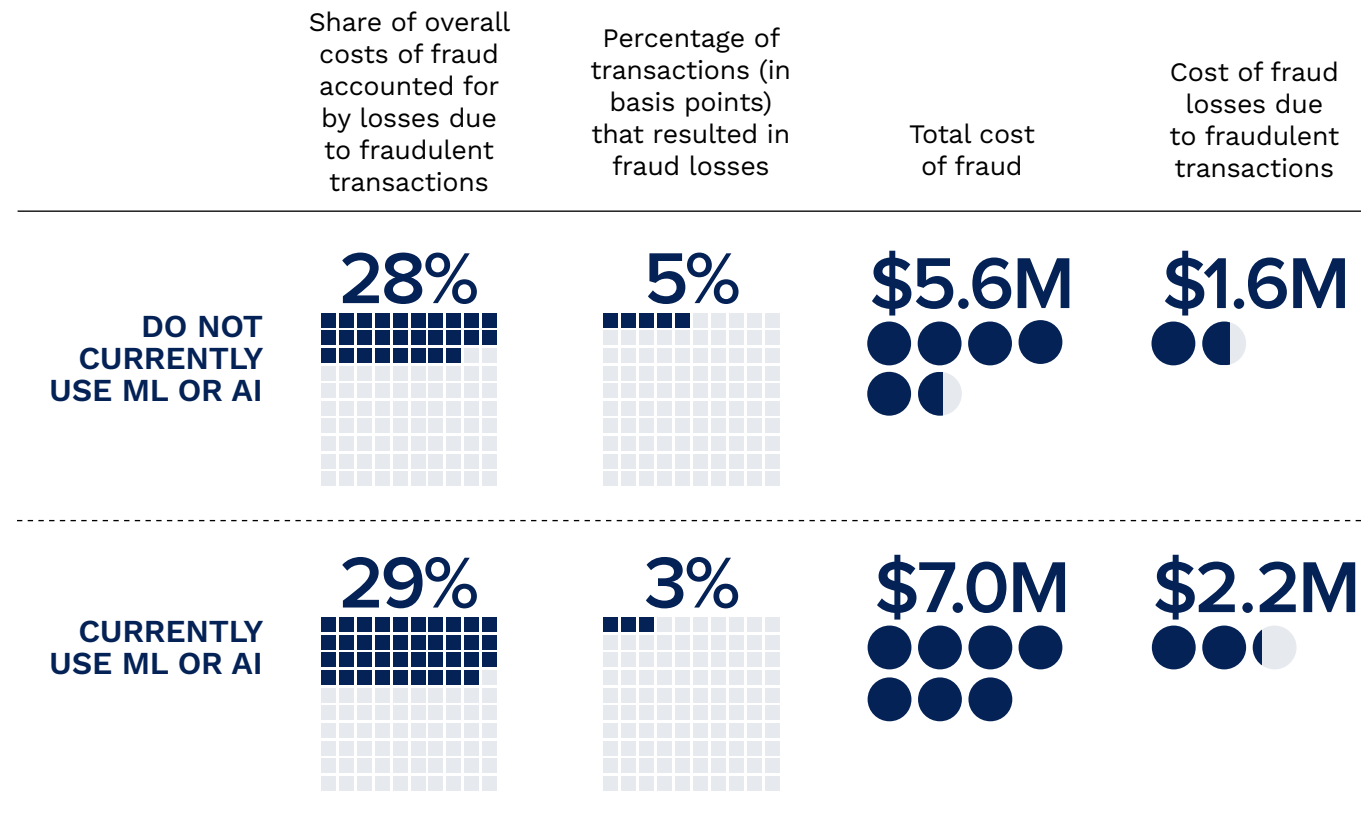 Share of overall
costs of fraud
accounted for
by losses due
to fraudulent
transactions
Percentage of
transactions (in
basis points)
that resulted in
fraud losses
Total cost
of fraud
Cost of fraud
losses due
to fraudulent
transactions
DO NOT
CURRENTLY
USE ML OR AI
28%
5%
$5.6M
$1.6M
CURRENTLY
USE ML OR AI
29%
3%
$7.0M
$2.2M